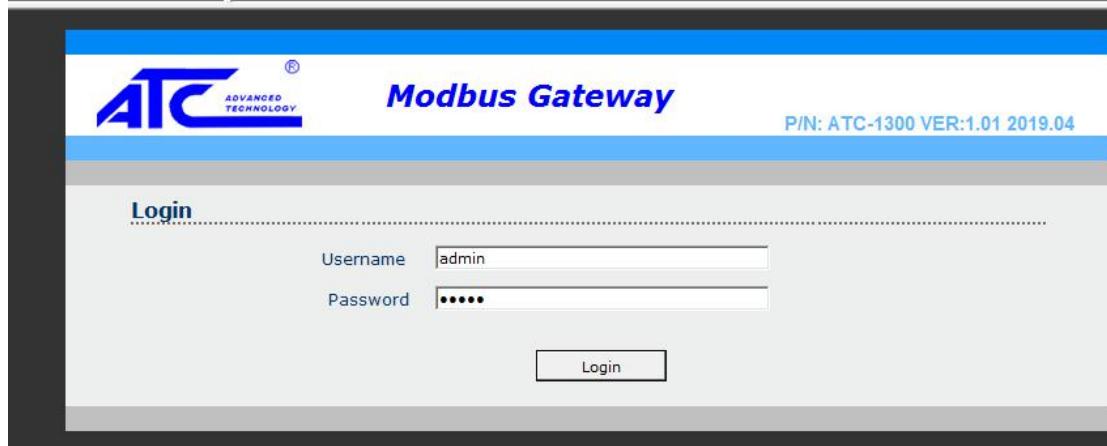 ATC ® ADVANCED TECHNOLOGY
Modbus Gateway
P/N: ATC-1300 VER:1.01 2019.04
Login
Username admin
Password •••••
Login